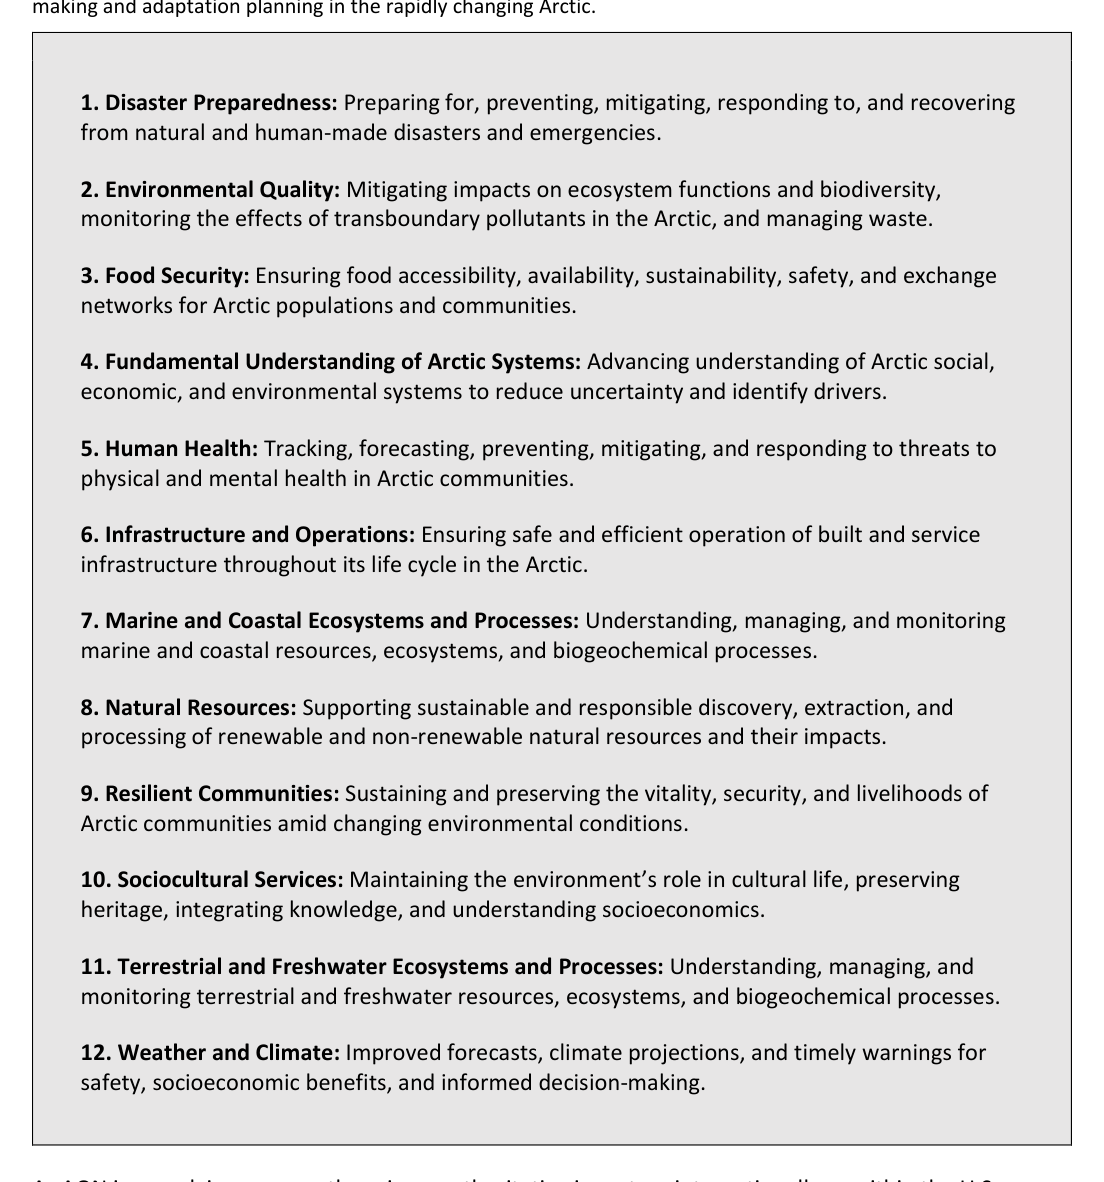 making and adaptation planning in the rapidly changing Arctic.
1. Disaster Preparedness: Preparing for, preventing, mitigating, responding to, and recovering
from natural and human-made disasters and emergencies.
2. Environmental Quality: Mitigating impacts on ecosystem functions and biodiversity,
monitoring the effects of transboundary pollutants in the Arctic, and managing waste.
3. Food Security: Ensuring food accessibility, availability, sustainability, safety, and exchange
networks for Arctic populations and communities.
4. Fundamental Understanding of Arctic Systems: Advancing understanding of Arctic social,
economic, and environmental systems to reduce uncertainty and identify drivers.
5. Human Health: Tracking, forecasting, preventing, mitigating, and responding to threats to
physical and mental health in Arctic communities.
6. Infrastructure and Operations: Ensuring safe and efficient operation of built and service
infrastructure throughout its life cycle in the Arctic.
7. Marine and Coastal Ecosystems and Processes: Understanding, managing, and monitoring
marine and coastal resources, ecosystems, and biogeochemical processes.
8. Natural Resources: Supporting sustainable and responsible discovery, extraction, and
processing of renewable and non-renewable natural resources and their impacts.
9. Resilient Communities: Sustaining and preserving the vitality, security, and livelihoods of
Arctic communities amid changing environmental conditions.
10. Sociocultural Services: Maintaining the environment’s role in cultural life, preserving
heritage, integrating knowledge, and understanding socioeconomics.
11. Terrestrial and Freshwater Ecosystems and Processes: Understanding, managing, and
monitoring terrestrial and freshwater resources, ecosystems, and biogeochemical processes.
12. Weather and Climate: Improved forecasts, climate projections, and timely warnings for
safety, socioeconomic benefits, and informed decision-making.